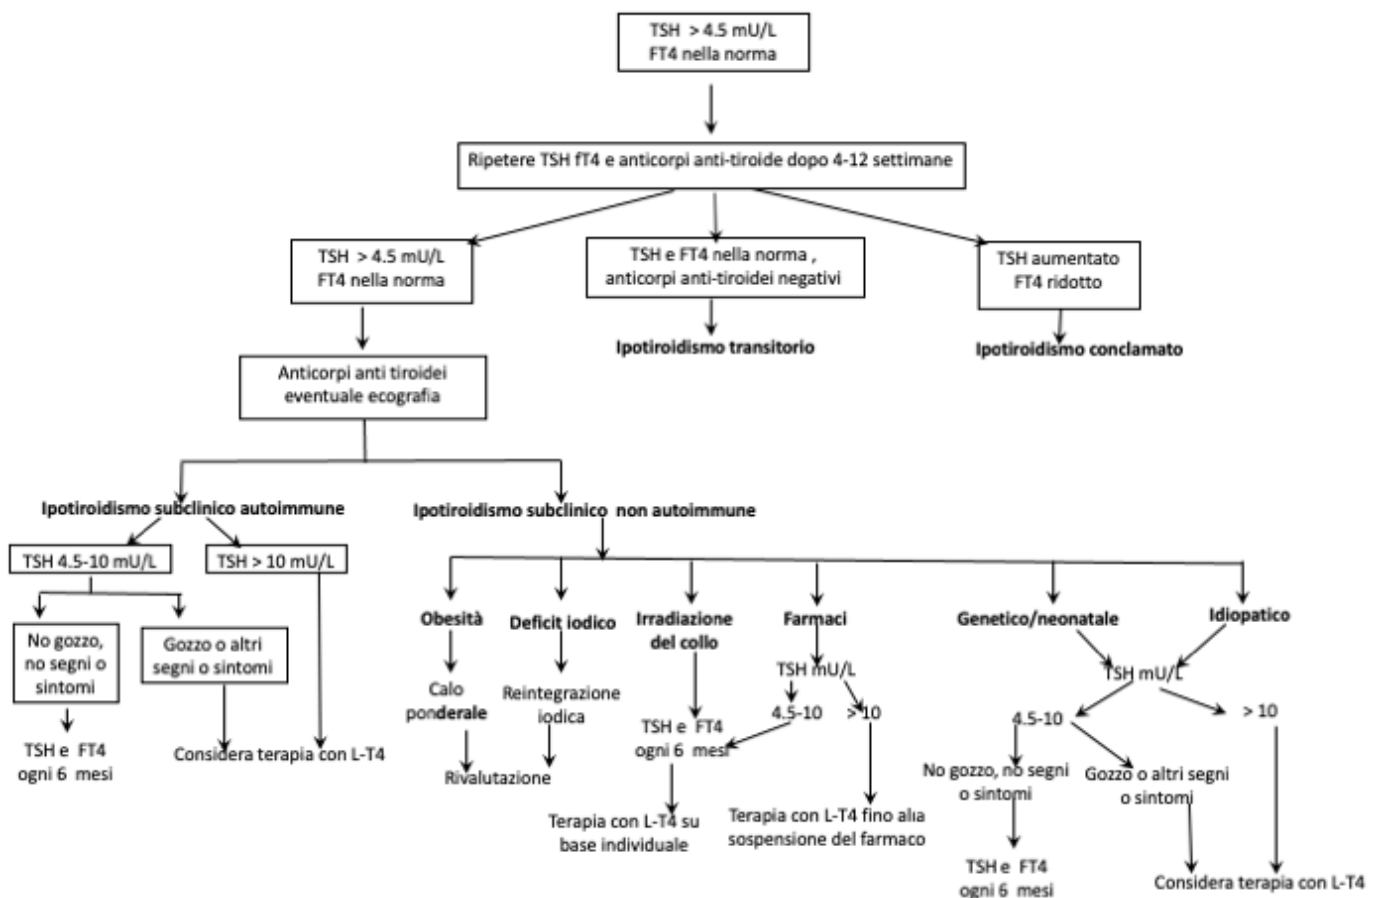 TSH > 4.5 mU/L
FT4 nella norma
Ripetere TSH fT4 e anticorpi anti-tiroide dopo 4-12 settimane
TSH > 4.5 mU/L
FT4 nella norma
TSH e FT4 nella norma ,
anticorpi anti-tiroidei negativi
TSH aumentato
FT4 ridotto
Ipotiroidismo transitorio
Ipotiroidismo conclamato
Anticorpi anti tiroidei
eventuale ecografia
Ipotiroidismo subclinico autoimmune
Ipotiroidismo subclinico non autoimmune
TSH 4.5-10 mU/L
TSH > 10 mU/L
No gozzo,
no segni o
sintomi
Gozzo o altri
segni o sintomi
TSH e FT4
ogni 6 mesi
Considera terapia con L-T4
Obesità
Deficit iodico
Irradiazione
del collo
Farmaci
Genetico/neonatale
Idiopatico
Calo
ponderale
Reintegrazione
iodica
Rivalutazione
TSH e FT4
ogni 6 mesi
Terapia con L-T4 su
base individuale
TSH mU/L
4.5-10
> 10
Terapia con L-T4 fino alla
sospensione del farmaco
TSH mU/L
4.5-10
> 10
No gozzo, no segni
o sintomi
Gozzo o altri segni
o sintomi
TSH e FT4
ogni 6 mesi
Considera terapia con L-T4